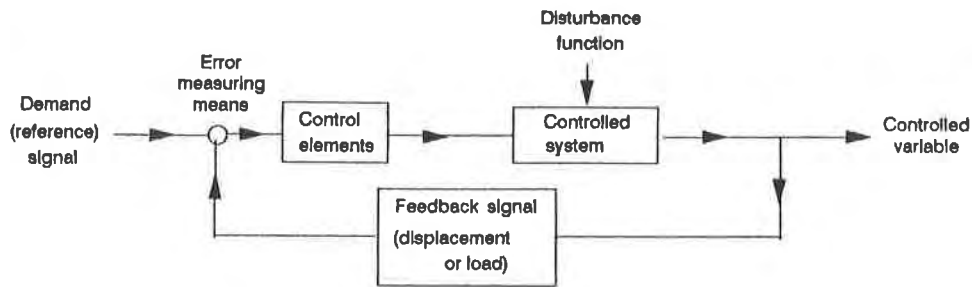 Disturbance
function
Error
measuring
means
Demand
(reference)
signal
Control
elements
Controlled
system
Controlled
variable
Feedback signal
(displacement
or load)